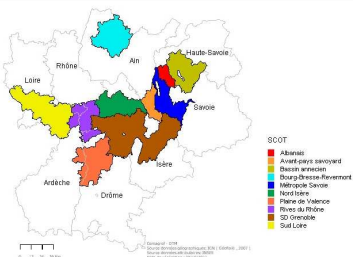 Haute-Savoie
Rhône
Ain
Loire
Savoie
Isère
Ardèche
Drôme
SCOT
Albanais
Avant-pays savoyard
Bassin annecien
Bourg-Bresse-Revermont
Métropole Savoie
Nord Isère
Plaine de Valence
Rives du Rhône
SD Grenoble
Sud Loire